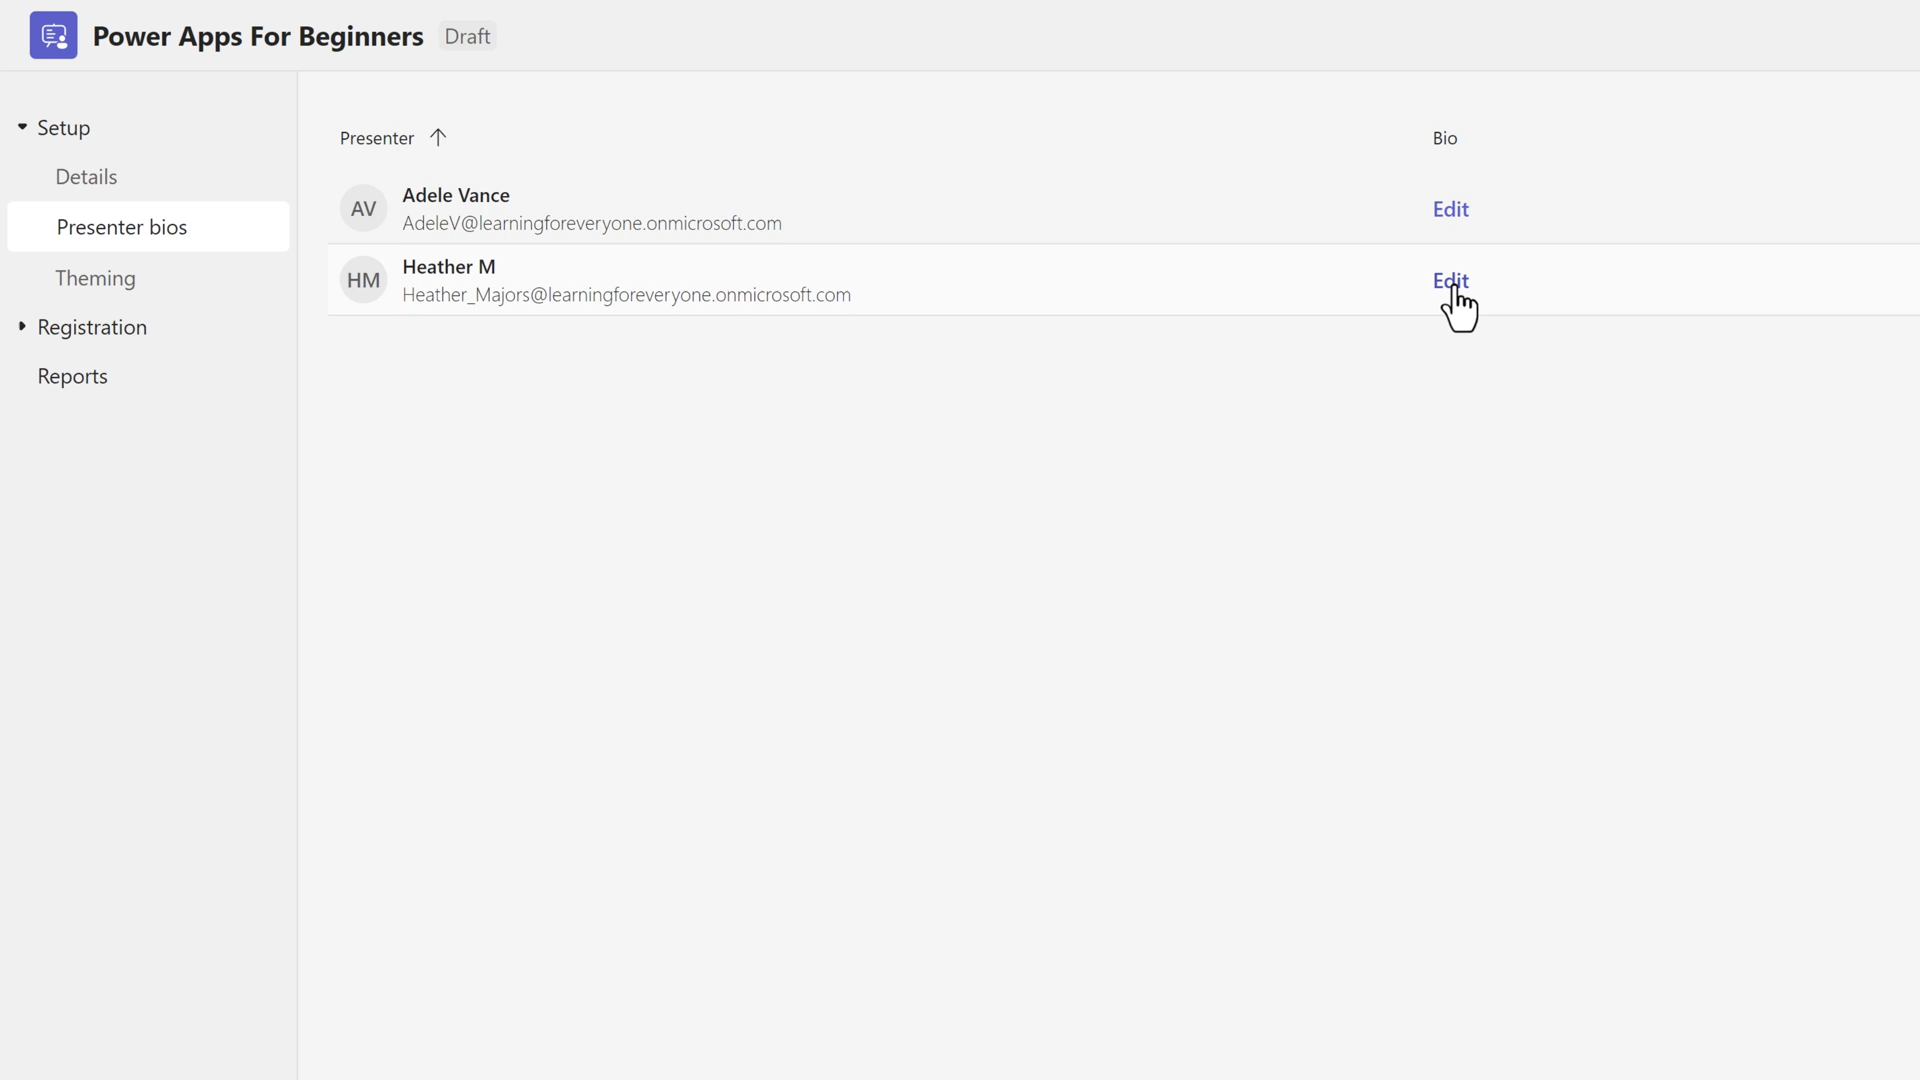 Power Apps For Beginners Draft
Setup
Details
Presenter bios
Theming
Registration
Reports
Presenter Bio
AV Adele Vance
AdeleV@learningforeveryone.onmicrosoft.com
Edit
HM Heather M
Heather_Majors@learningforeveryone.onmicrosoft.com
Edit